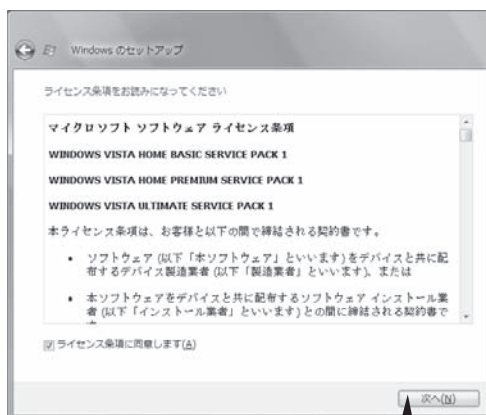 Windows のセットアップ
ライセンス条項をお読みになってください
マイクロソフト ソフトウェア ライセンス条項
WINDOWS VISTA HOME BASIC SERVICE PACK 1
WINDOWS VISTA HOME PREMIUM SERVICE PACK 1
WINDOWS VISTA ULTIMATE SERVICE PACK 1
本ライセンス条項は、お客様と以下の間で締結される契約書です。
• ソフトウェア (以下「本ソフトウェア」といいます) をデバイスと共に配
布するデバイス製造業者 (以下「製造業者」といいます)、または
• 本ソフトウェアをデバイスと共に配布するソフトウェア インストール業
者 (以下「インストール業者」といいます) との間に締結される契約書で
ライセンス条項に同意します(A)
次へ(N)